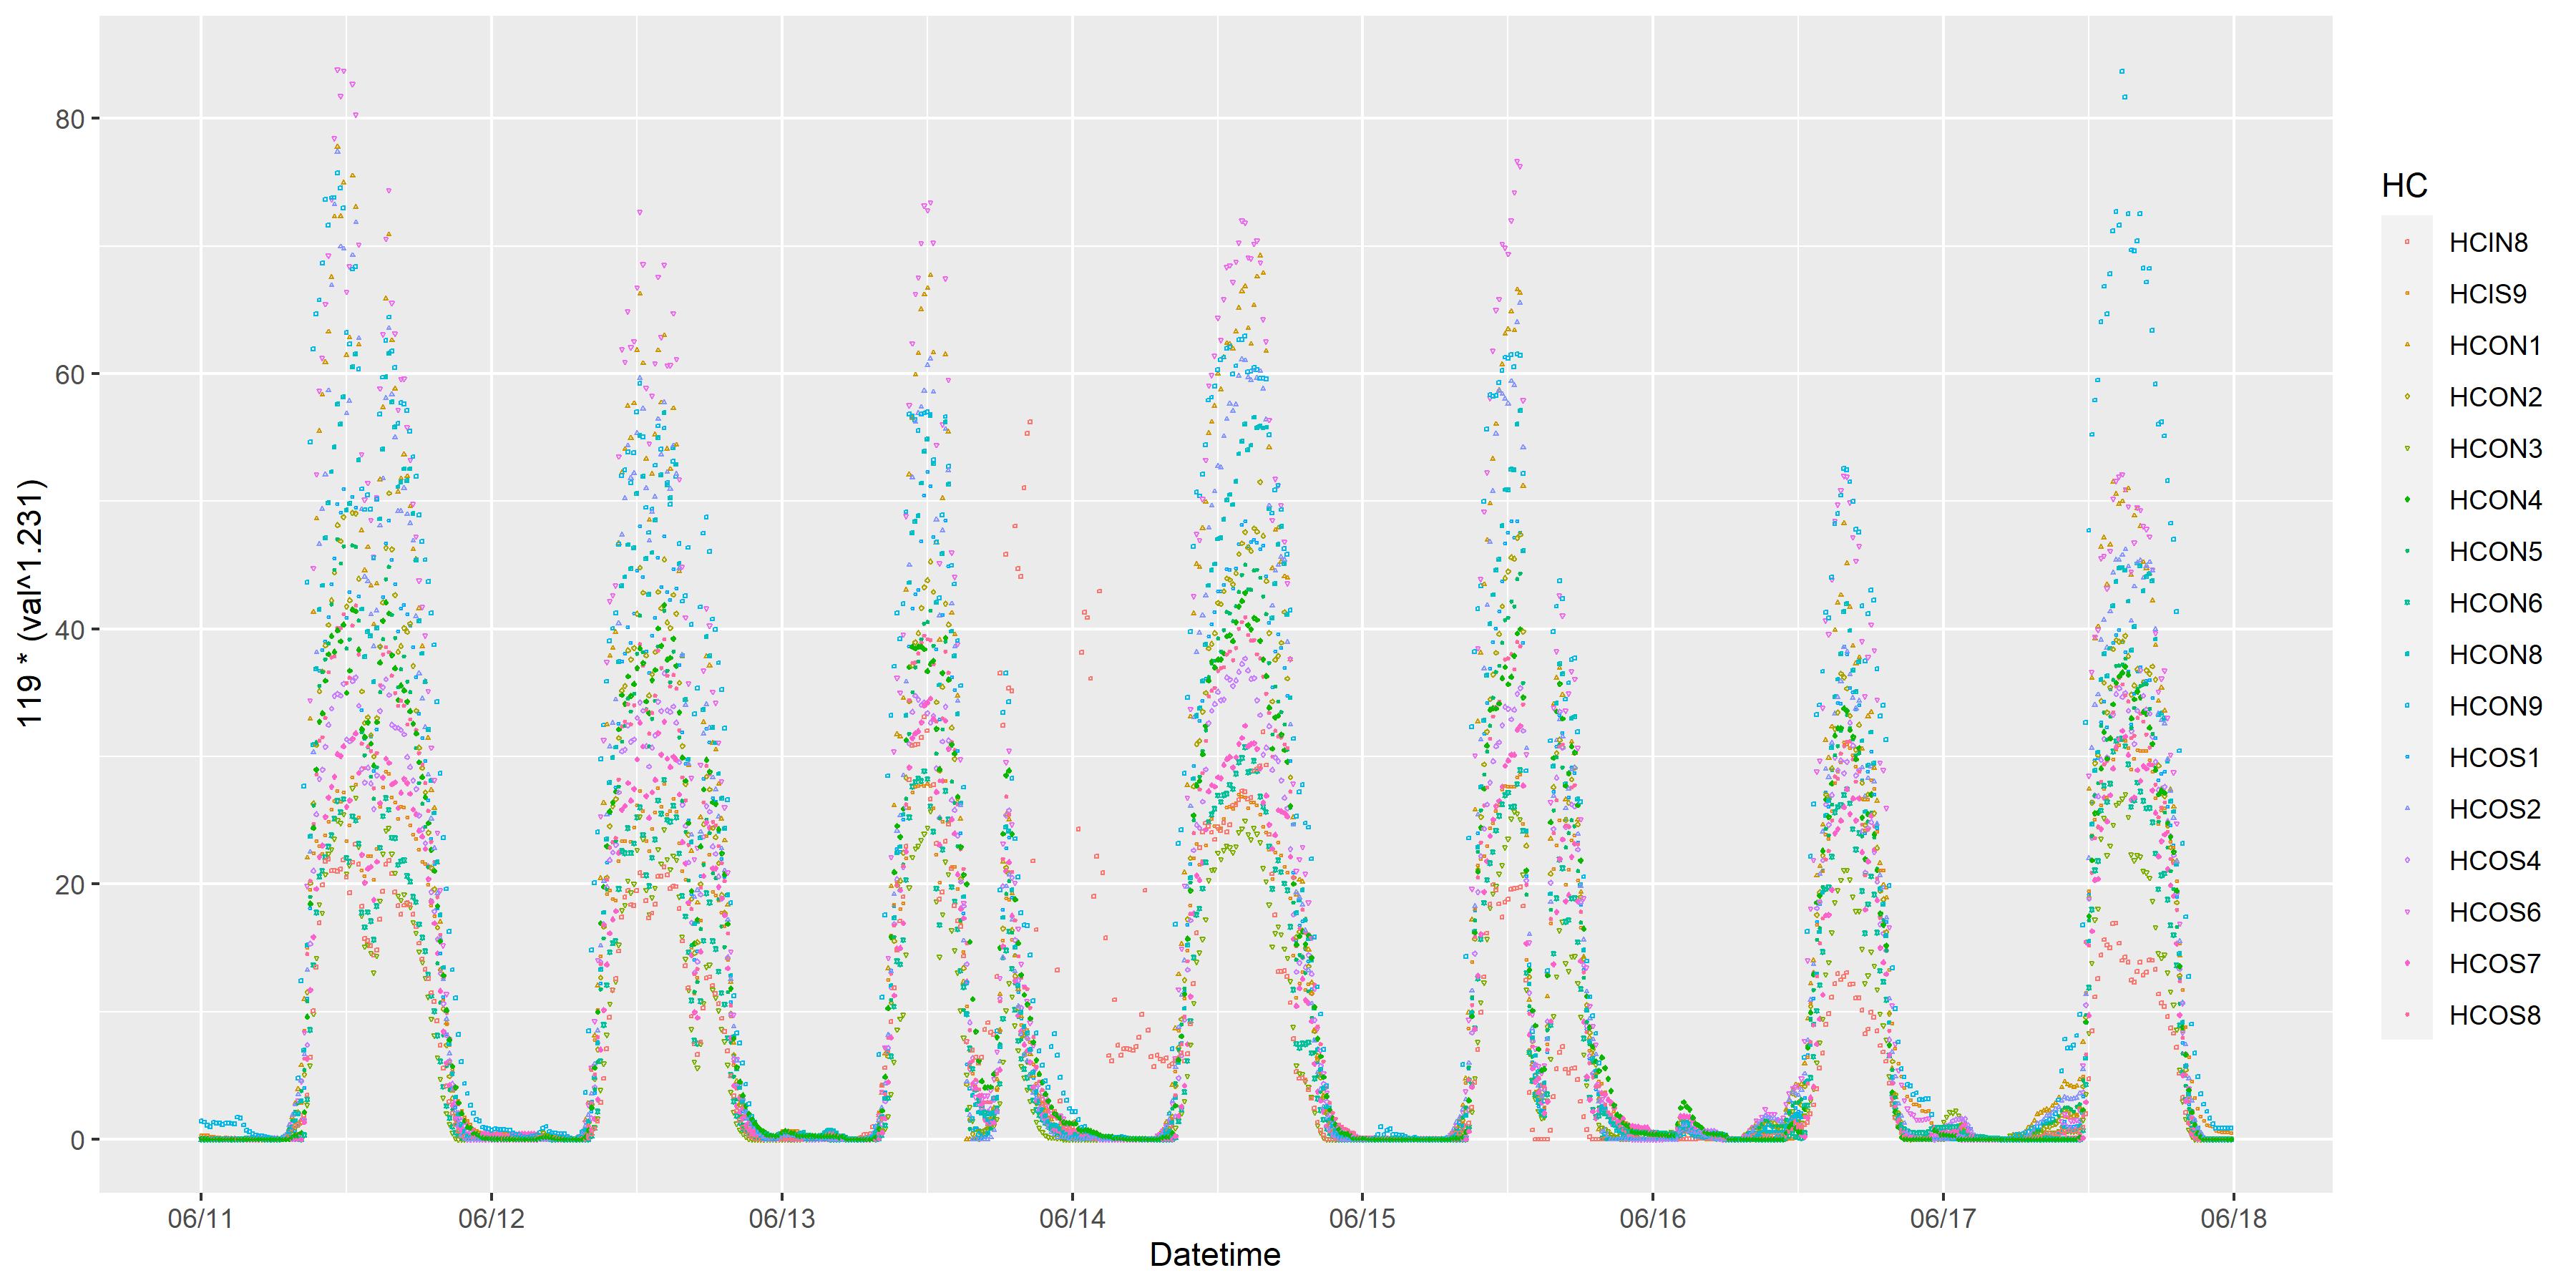 80
60
40
20
0
119 * (val^1.231)
06/11 06/12 06/13 06/14 06/15 06/16 06/17 06/18
Datetime
HC
HCIN8
HCIS9
HCON1
HCON2
HCON3
HCON4
HCON5
HCON6
HCON8
HCON9
HCOS1
HCOS2
HCOS4
HCOS6
HCOS7
HCOS8